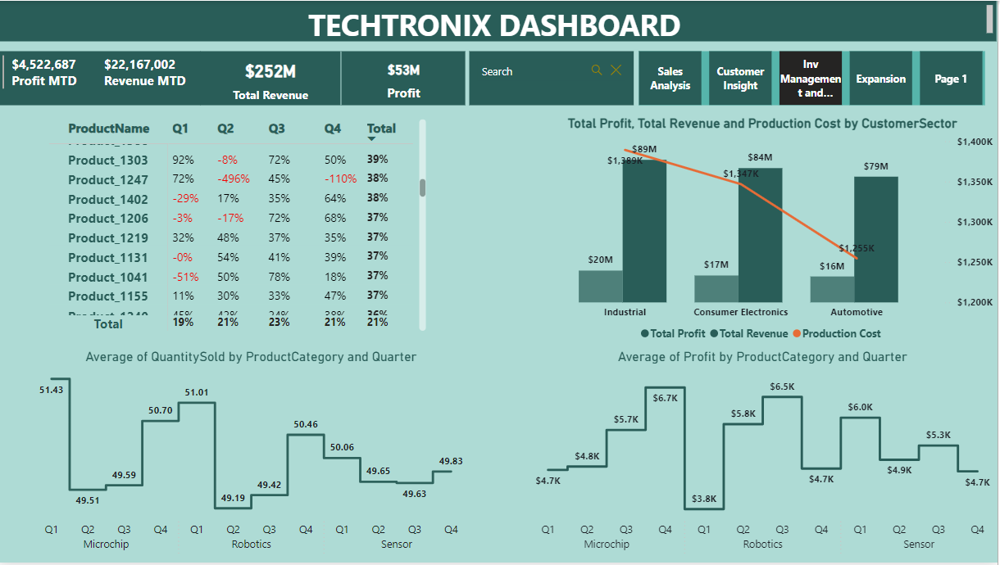 TECHTRONIX DASHBOARD
$4,522,687
Profit MTD
$22,167,002
Revenue MTD
$252M
Total Revenue
$53M
Profit
Search
Sales
Analysis
Customer
Insight
Inv
Managemen
t and...
Expansion
Page 1
ProductName Q1 Q2 Q3 Q4 Total
Product_1303 92% -8% 72% 50% 39%
Product_1247 72% -496% 45% -110% 38%
Product_1402 -29% 17% 35% 64% 38%
Product_1206 -3% -17% 72% 68% 37%
Product_1219 32% 48% 37% 35% 37%
Product_1131 -0% 54% 41% 39% 37%
Product_1041 -51% 50% 78% 18% 37%
Product_1155 11% 30% 33% 47% 37%
Total 19% 21% 23% 21% 21%
Total Profit, Total Revenue and Production Cost by CustomerSector
$1,400K
$1,350K
$1,300K
$1,250K
$1,200K
$89M
$1,389K
$84M
$1,347K
$79M
$1,255K
$20M
$17M
$16M
Industrial Consumer Electronics Automotive
Total Profit Total Revenue Production Cost
Average of QuantitySold by ProductCategory and Quarter
51.43
49.51
49.59
50.70
51.01
49.19
49.42
50.46
50.06
49.65
49.63
49.83
Q1 Q2 Q3 Q4 Q1 Q2 Q3 Q4 Q1 Q2 Q3 Q4
Microchip Robotics Sensor
Average of Profit by ProductCategory and Quarter
$4.7K
$4.8K
$5.7K
$6.7K
$3.8K
$5.8K
$6.5K
$4.7K
$6.0K
$4.9K
$5.3K
$4.7K
Q1 Q2 Q3 Q4 Q1 Q2 Q3 Q4 Q1 Q2 Q3 Q4
Microchip Robotics Sensor